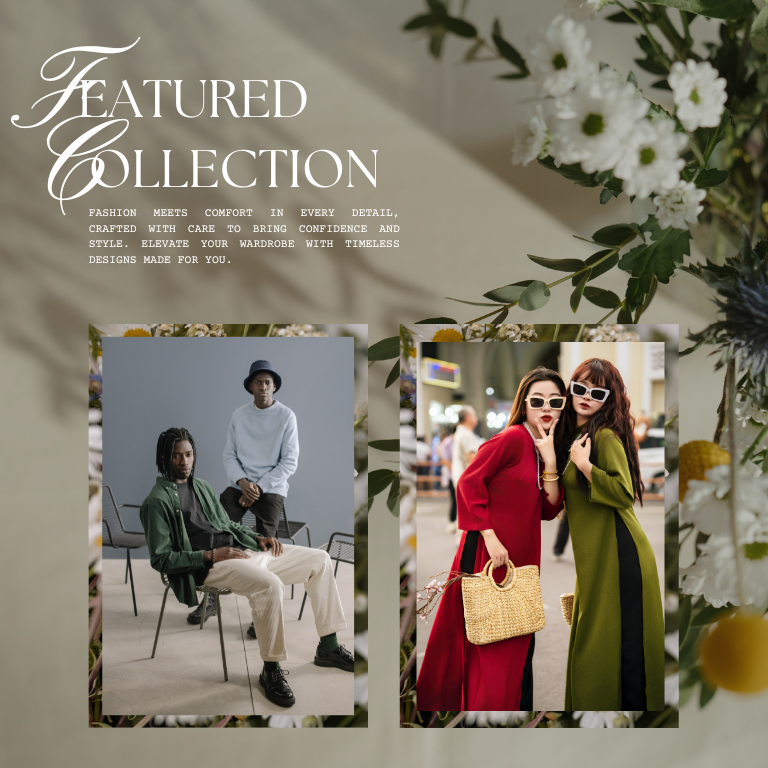 FEATURED
COLLECTION
FASHION MEETS COMFORT IN EVERY DETAIL,
CRAFTED WITH CARE TO BRING CONFIDENCE AND
STYLE. ELEVATE YOUR WARDROBE WITH TIMELESS
DESIGNS MADE FOR YOU.